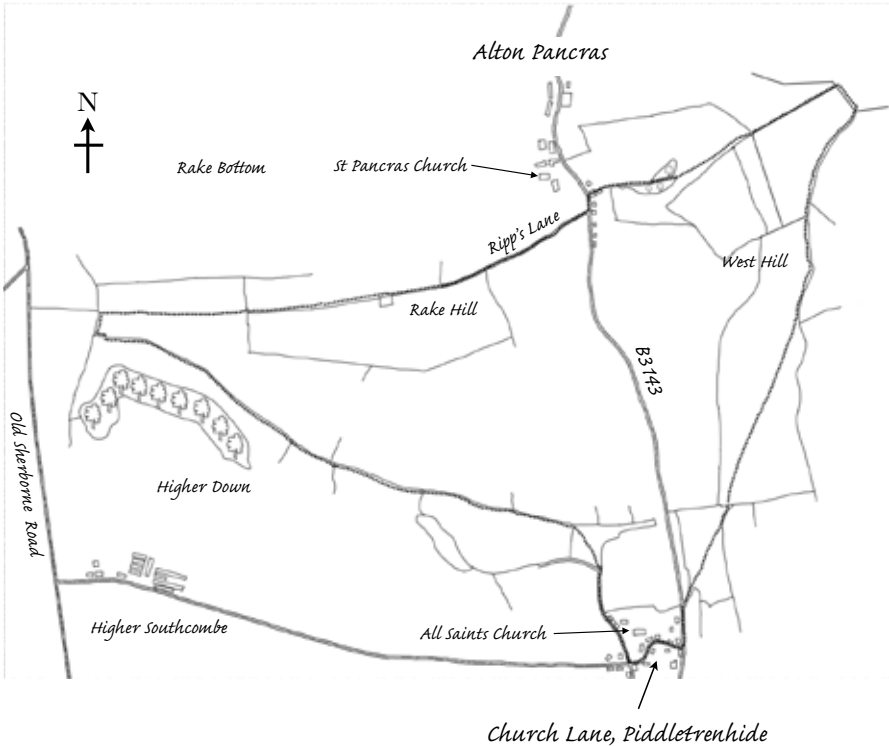 Alton Pancras
N
Rake Bottom
St Pancras Church
Ripp's Lane
West Hill
Rake Hill
B3143
Old Sherborne Road
Higher Down
Higher Southcombe
All Saints Church
Church Lane, Piddletrenhide